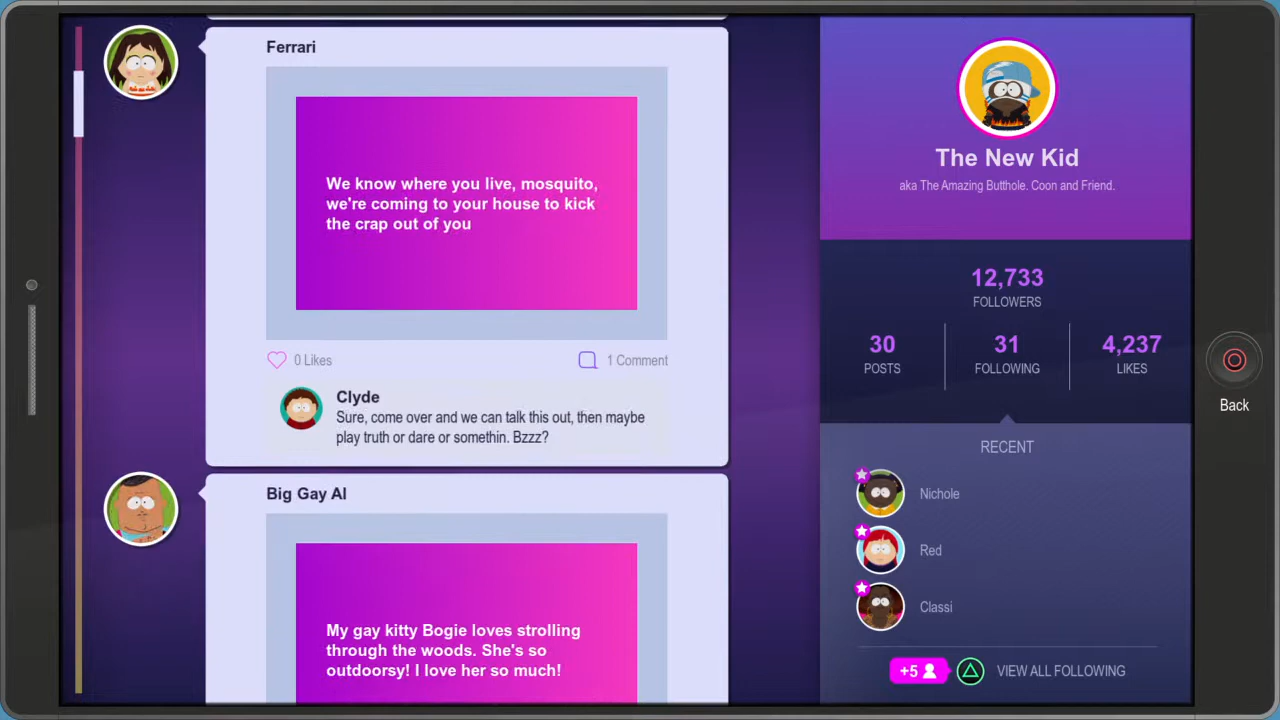 Ferrari
We know where you live, mosquito,
we're coming to your house to kick
the crap out of you
0 Likes
1 Comment
Clyde
Sure, come over and we can talk this out, then maybe
play truth or dare or somethin. Bzzz?
Big Gay Al
My gay kitty Bogie loves strolling
through the woods. She's so
outdoorsy! I love her so much!
The New Kid
aka The Amazing Butthole. Coon and Friend.
12,733
FOLLOWERS
30
POSTS
31
FOLLOWING
4,237
LIKES
RECENT
Nichole
Red
Classi
+5
VIEW ALL FOLLOWING
Back